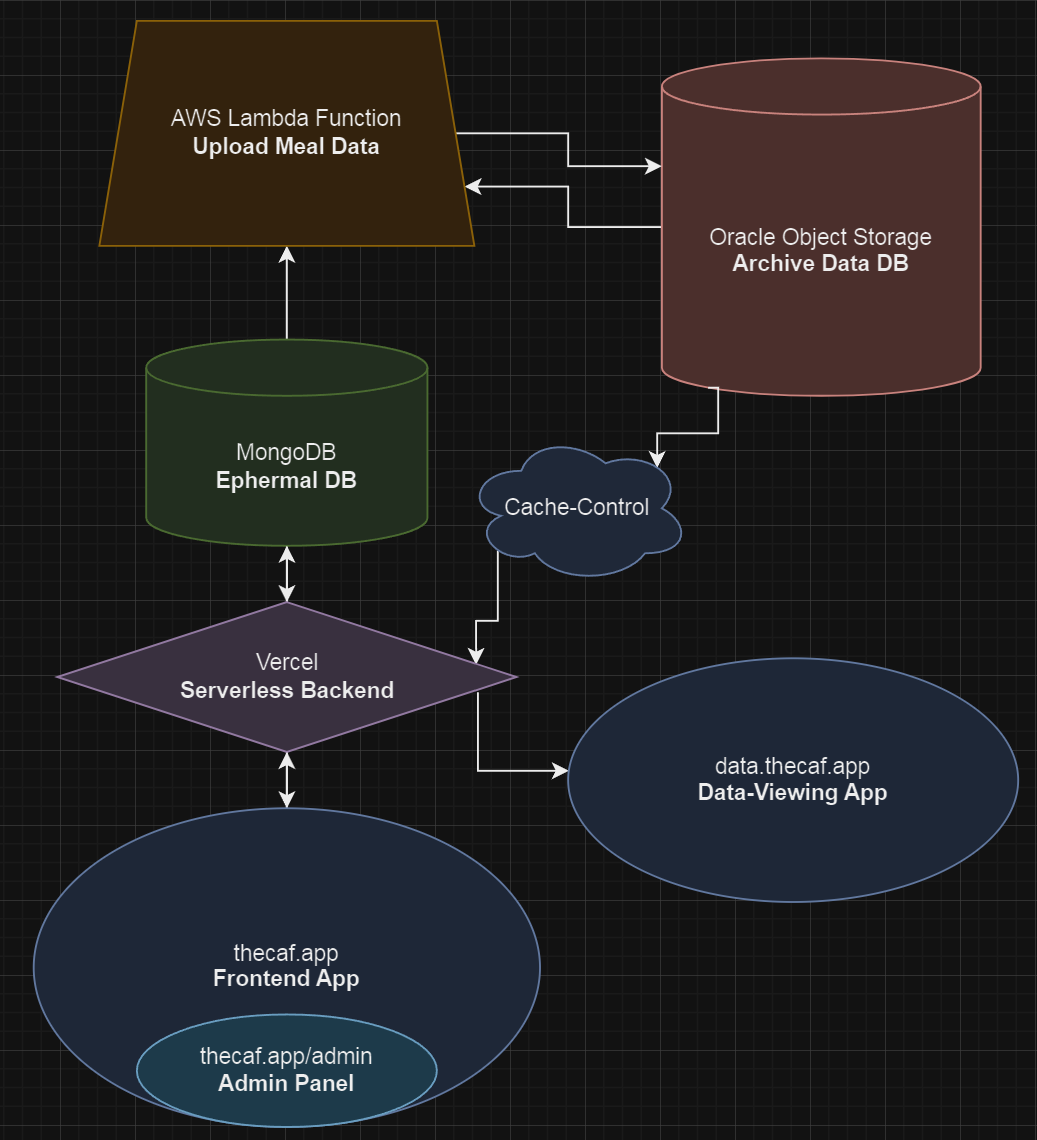 AWS Lambda Function
Upload Meal Data
Oracle Object Storage
Archive Data DB
MongoDB
Ephermal DB
Cache-Control
Vercel
Serverless Backend
data.thecaf.app
Data-Viewing App
thecaf.app
Frontend App
thecaf.app/admin
Admin Panel